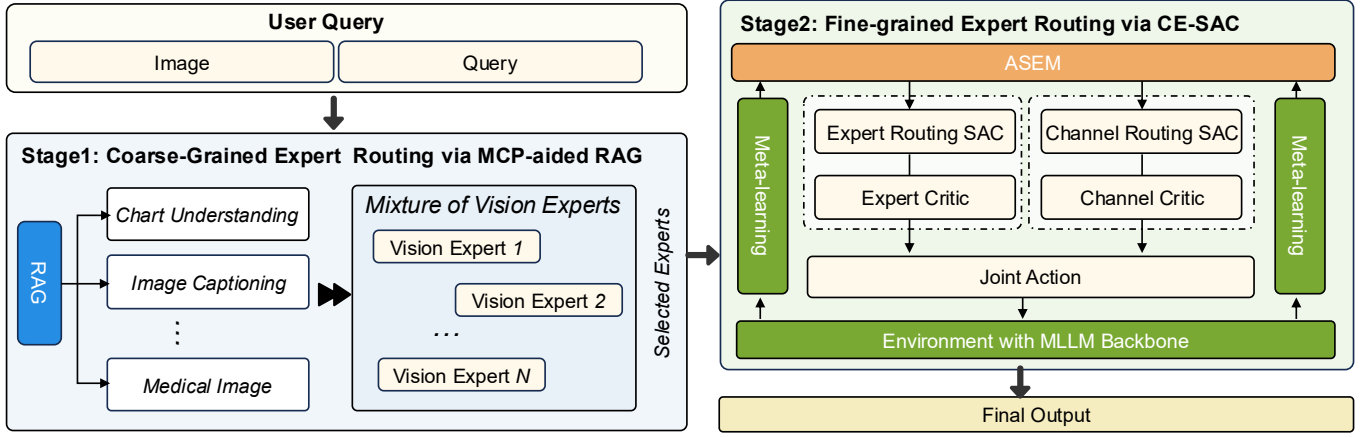 User Query
Image
Query
Stage1: Coarse-Grained Expert Routing via MCP-aided RAG
RAG
Chart Understanding
Image Captioning
⋮
Medical Image
Mixture of Vision Experts
Vision Expert 1
Vision Expert 2
...
Vision Expert N
Selected Experts
Stage2: Fine-grained Expert Routing via CE-SAC
ASEM
Meta-learning
Expert Routing SAC
Expert Critic
Channel Routing SAC
Channel Critic
Meta-learning
Joint Action
Environment with MLLM Backbone
Final Output